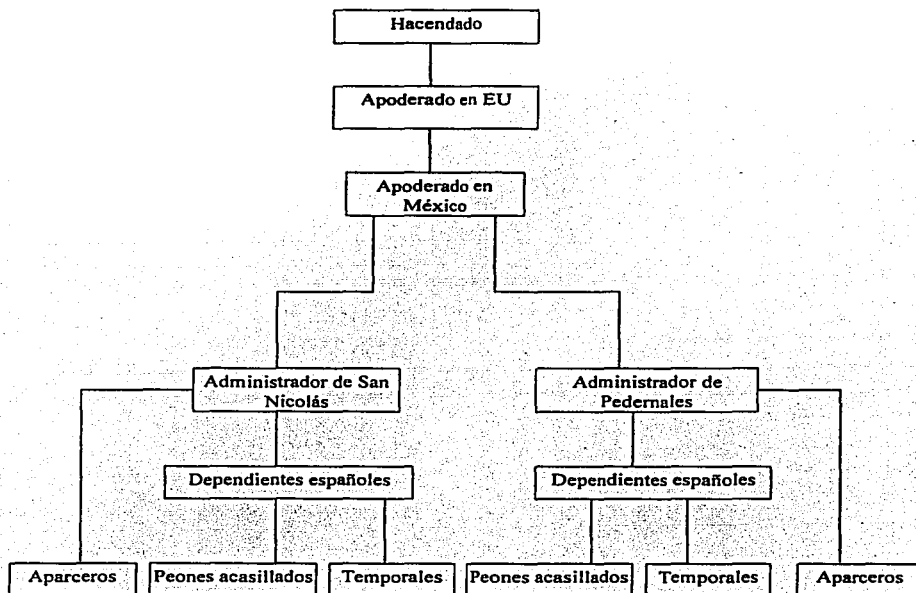 Hacendado
Apoderado en EU
Apoderado en
México
Administrador de San
Nicolás
Administrador de
Pedernales
Dependientes españoles
Dependientes españoles
Aparceros
Peones acasillados
Temporales
Peones acasillados
Temporales
Aparceros